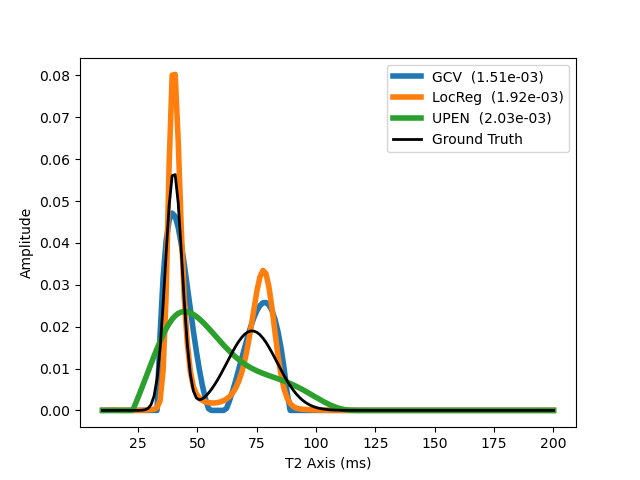 GCV  (1.51e-03)
LocReg  (1.92e-03)
UPEN  (2.03e-03)
Ground Truth
0.08
0.07
0.06
0.05
0.04
0.03
0.02
0.01
0.00
Amplitude
25 50 75 100 125 150 175 200
T2 Axis (ms)